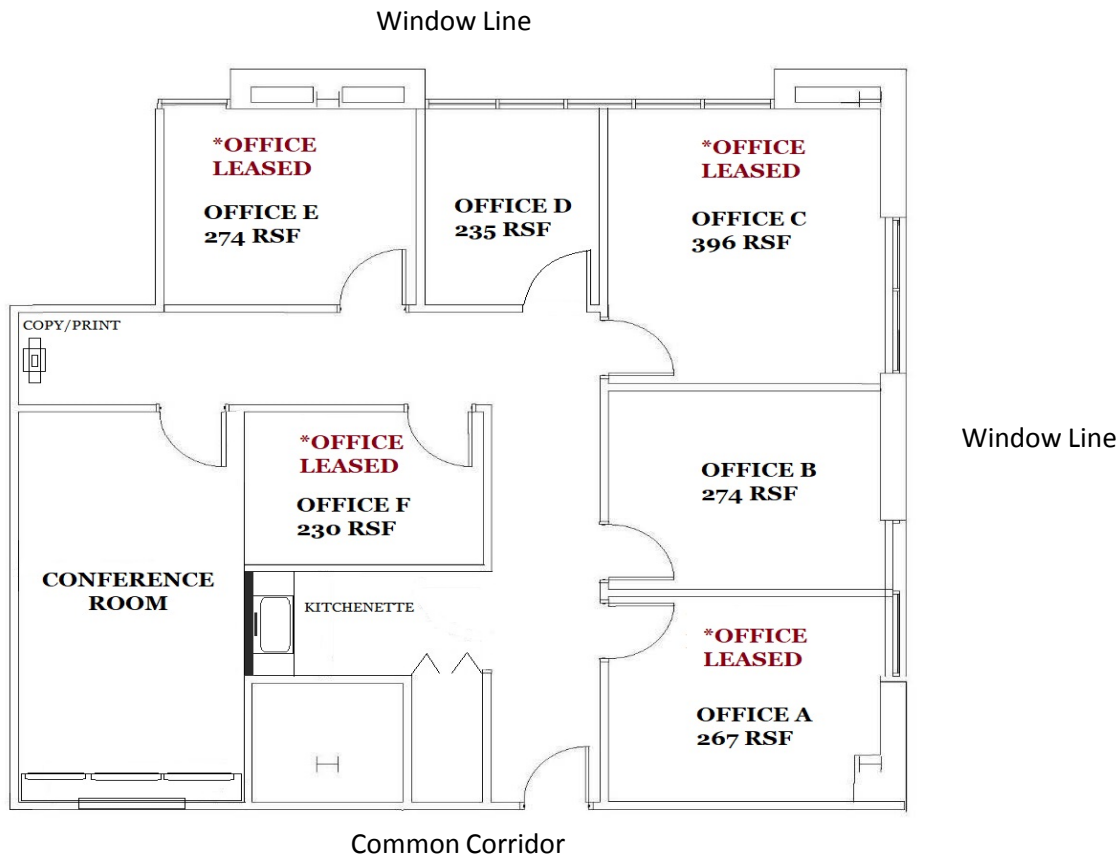 Window Line
*OFFICE
LEASED
OFFICE E
274 RSF
OFFICE D
235 RSF
*OFFICE
LEASED
OFFICE C
396 RSF
COPY/PRINT
*OFFICE
LEASED
OFFICE F
230 RSF
OFFICE B
274 RSF
Window Line
CONFERENCE
ROOM
KITCHENETTE
*OFFICE
LEASED
OFFICE A
267 RSF
Common Corridor